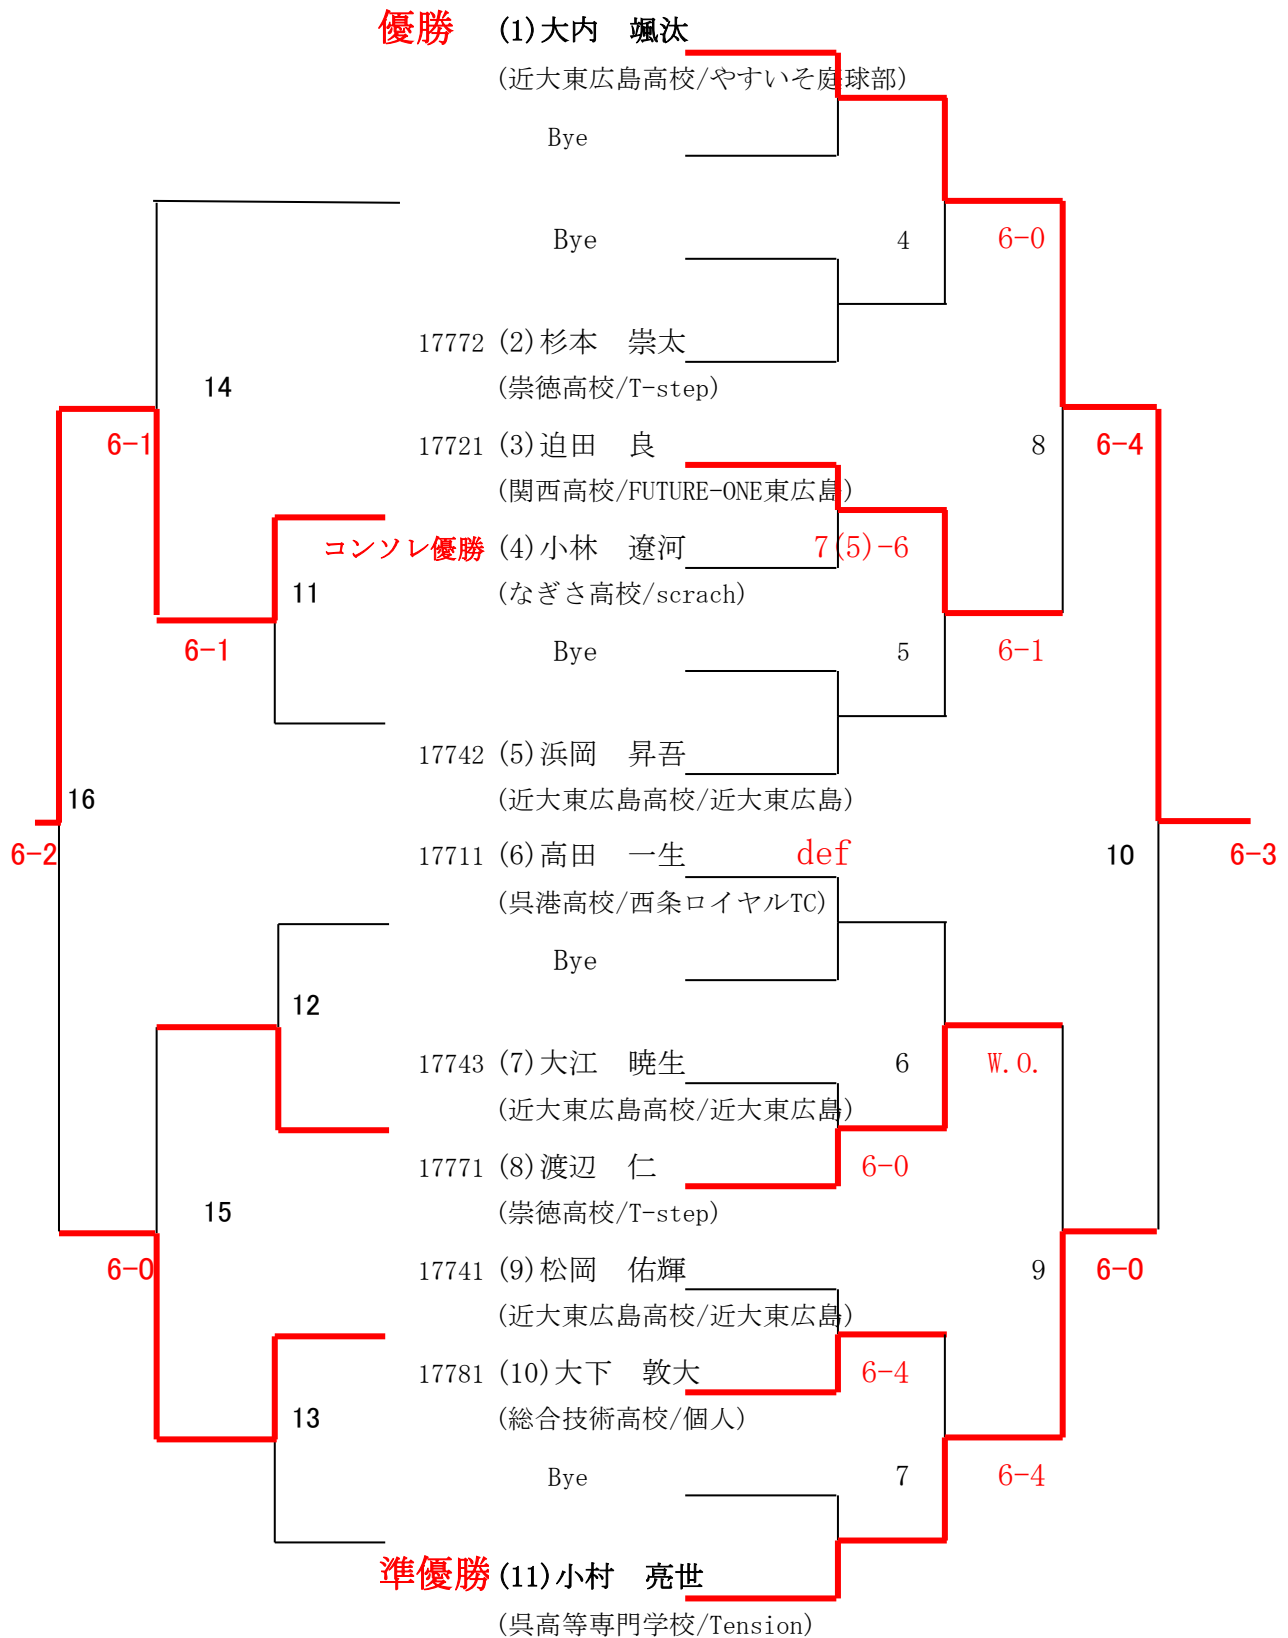 優勝 (1)大内　颯汰
(近大東広島高校/やすいそ庭球部)
Bye
Bye 4 6-0
17772 (2)杉本　崇太
14 (崇徳高校/T-step)
6-1 17721 (3)迫田　良 8 6-4
(関西高校/FUTURE-ONE東広島)
コンソレ優勝 (4)小林　遼河 7(5)-6
11 (なぎさ高校/scrach)
6-1 Bye 5 6-1
17742 (5)浜岡　昇吾
16 (近大東広島高校/近大東広島)
6-2 17711 (6)高田　一生 def 10 6-3
(呉港高校/西条ロイヤルTC)
Bye
12
17743 (7)大江　暁生 6 W.O.
(近大東広島高校/近大東広島)
17771 (8)渡辺　仁 6-0
15 (崇徳高校/T-step)
6-0 17741 (9)松岡　佑輝 9 6-0
(近大東広島高校/近大東広島)
17781 (10)大下　敦大 6-4
13 (総合技術高校/個人)
Bye 7 6-4
準優勝 (11)小村　亮世
(呉高等専門学校/Tension)